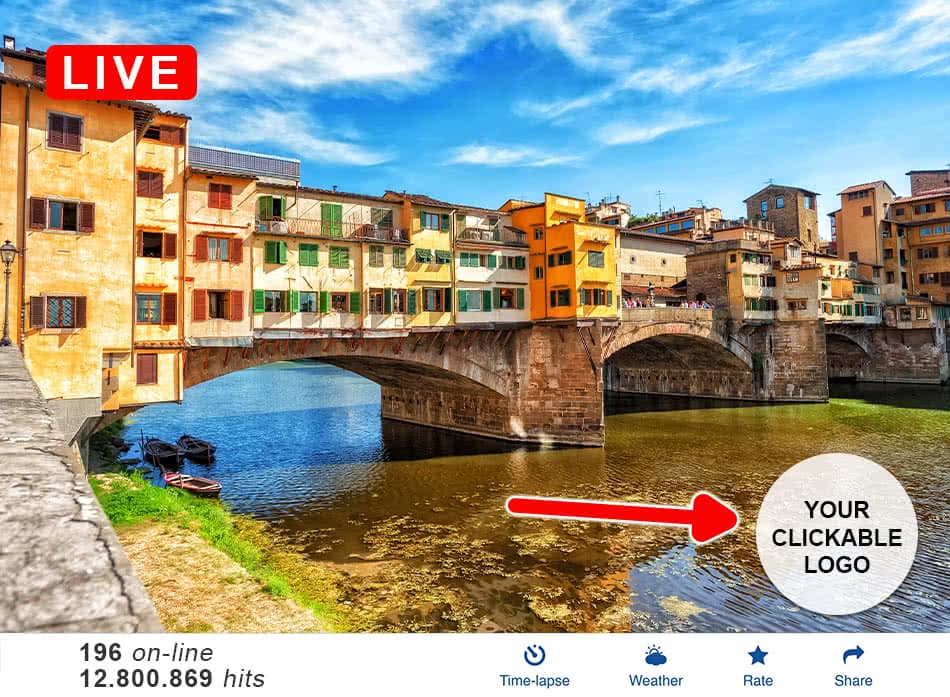 LIVE
YOUR
CLICKABLE
LOGO
196 on-line
12.800.869 hits
Time-lapse
Weather
Rate
Share